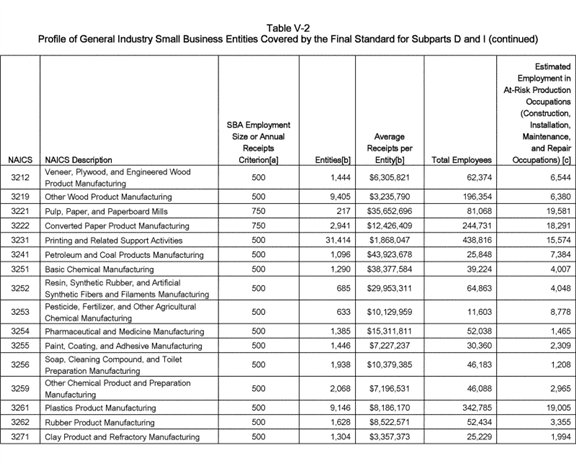 Table V-2
Profile of General Industry Small Business Entities Covered by the Final Standard for Subparts D and I (continued)
NAICS NAICS Description SBA Employment Size or Annual Receipts Criterion[a] Entities[b] Average Receipts per Entity[b] Total Employees Estimated Employment in At-Risk Production Occupations (Construction, Installation, Maintenance, and Repair Occupations) [c]
3212 Veneer, Plywood, and Engineered Wood Product Manufacturing 500 1,444 $6,305,821 62,374 6,544
3219 Other Wood Product Manufacturing 500 9,405 $3,235,790 196,354 6,380
3221 Pulp, Paper, and Paperboard Mills 750 217 $35,652,696 81,068 19,581
3222 Converted Paper Product Manufacturing 750 2,941 $12,426,409 244,731 18,291
3231 Printing and Related Support Activities 500 31,414 $1,868,047 438,816 15,574
3241 Petroleum and Coal Products Manufacturing 500 1,096 $43,923,678 25,848 7,384
3251 Basic Chemical Manufacturing 500 1,290 $38,377,584 39,224 4,007
3252 Resin, Synthetic Rubber, and Artificial Synthetic Fibers and Filaments Manufacturing 500 685 $29,953,311 64,863 4,048
3253 Pesticide, Fertilizer, and Other Agricultural Chemical Manufacturing 500 633 $10,129,959 11,603 8,778
3254 Pharmaceutical and Medicine Manufacturing 500 1,385 $15,311,811 52,038 1,465
3255 Paint, Coating, and Adhesive Manufacturing 500 1,446 $7,227,237 30,360 2,309
3256 Soap, Cleaning Compound, and Toilet Preparation Manufacturing 500 1,938 $10,379,385 46,183 1,208
3259 Other Chemical Product and Preparation Manufacturing 500 2,068 $7,196,531 46,088 2,965
3261 Plastics Product Manufacturing 500 9,146 $8,186,170 342,785 19,005
3262 Rubber Product Manufacturing 500 1,628 $8,522,571 52,434 3,355
3271 Clay Product and Refractory Manufacturing 500 1,304 $3,357,373 25,229 1,994